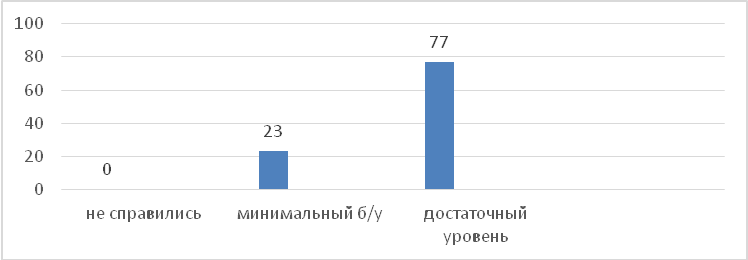 100
80
60
40
20
0
0
23
77
не справились
минимальный б/у
достаточный
уровень